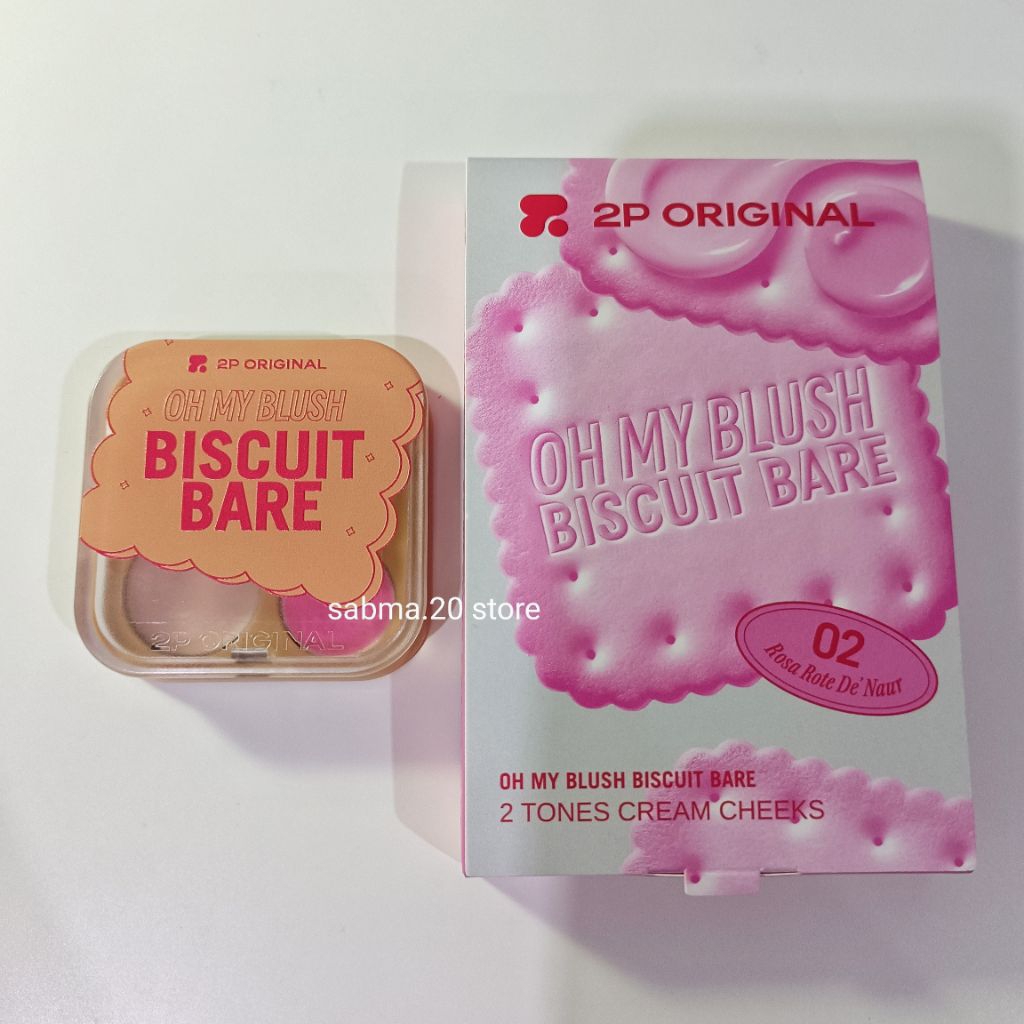 2P ORIGINAL
OH MY BLUSH
BISCUIT
BARE
2P ORIGINAL
sabma.20 store
2P ORIGINAL
OH MY BLUSH
BISCUIT BARE
02
Rosa Rote De' Naur
OH MY BLUSH BISCUIT BARE
2 TONES CREAM CHEEKS